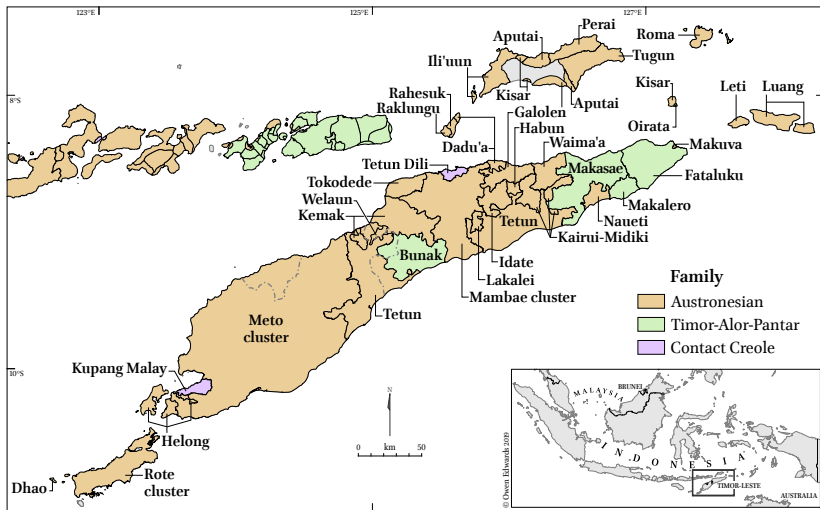 123°E
125°E
127°E
8°S
10°S
Perai
Aputai
Roma
Tugun
Ili'uun
Kisar
Aputai
Kisar
Oirata
Leti
Luang
Rahesuk
Raklungu
Galolen
Habun
Dadu'a
Waima'a
Makuva
Tetun Dili
Makasae
Fataluku
Tokodede
Makalero
Welaun
Naueti
Kemak
Tetun
Kairui-Midiki
Bunak
Idate
Lakalei
Mambae cluster
Tetun
Meto
cluster
Kupang Malay
Helong
Rote
cluster
Dhao
N
0
km
50
Family
Austronesian
Timor-Alor-Pantar
Contact Creole
© Owen Edwards 2019
BRUNEI
MALAYSIA
INDONESIA
TIMOR-LESTE
AUSTRALIA